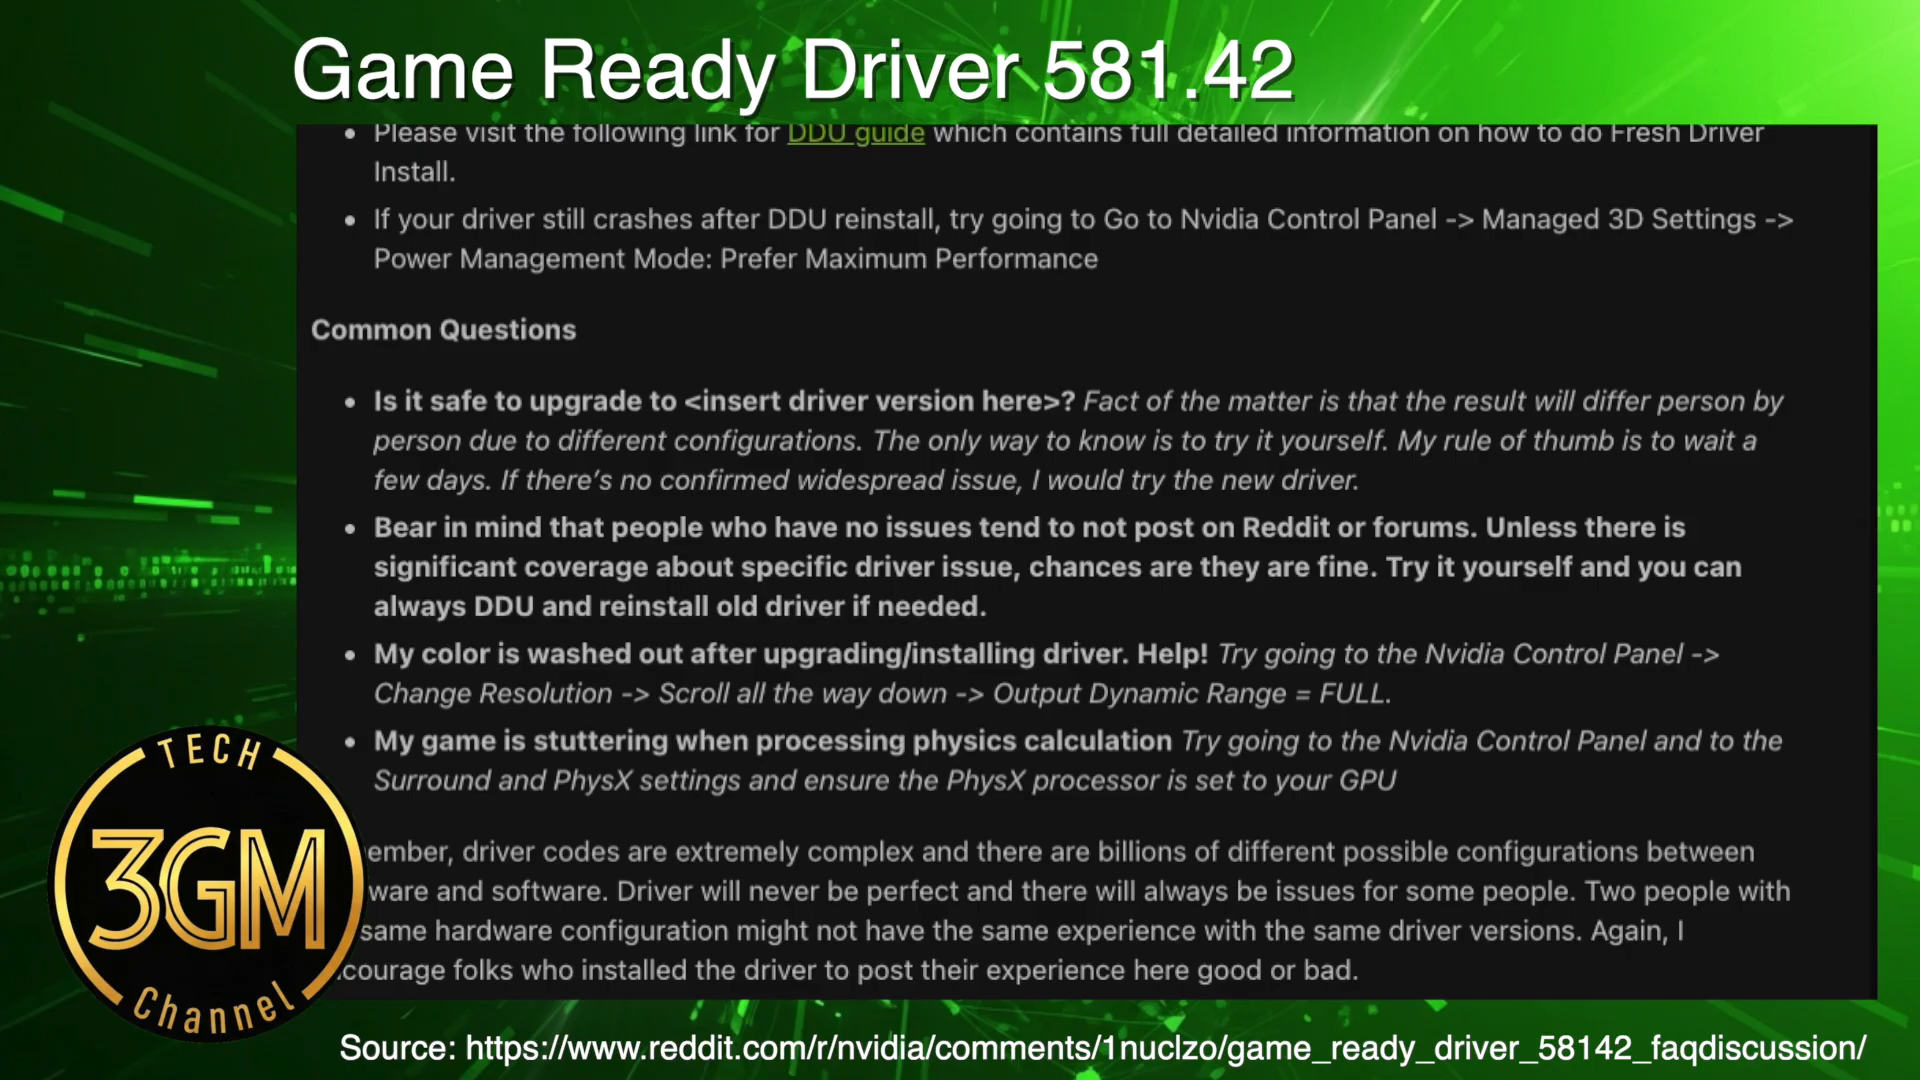 Game Ready Driver 581.42
• Please visit the following link for DDU guide which contains full detailed information on how to do Fresh Driver
Install.
• If your driver still crashes after DDU reinstall, try going to Go to Nvidia Control Panel -> Managed 3D Settings ->
Power Management Mode: Prefer Maximum Performance
Common Questions
• Is it safe to upgrade to <insert driver version here>? Fact of the matter is that the result will differ person by
person due to different configurations. The only way to know is to try it yourself. My rule of thumb is to wait a
few days. If there's no confirmed widespread issue, I would try the new driver.
• Bear in mind that people who have no issues tend to not post on Reddit or forums. Unless there is
significant coverage about specific driver issue, chances are they are fine. Try it yourself and you can
always DDU and reinstall old driver if needed.
• My color is washed out after upgrading/installing driver. Help! Try going to the Nvidia Control Panel ->
Change Resolution -> Scroll all the way down -> Output Dynamic Range = FULL.
• My game is stuttering when processing physics calculation Try going to the Nvidia Control Panel and to the
Surround and PhysX settings and ensure the PhysX processor is set to your GPU
ember, driver codes are extremely complex and there are billions of different possible configurations between
ware and software. Driver will never be perfect and there will always be issues for some people. Two people with
same hardware configuration might not have the same experience with the same driver versions. Again, I
courage folks who installed the driver to post their experience here good or bad.
TECH
3GM
Channel
Source: https://www.reddit.com/r/nvidia/comments/1nuclzo/game_ready_driver_58142_faqdiscussion/